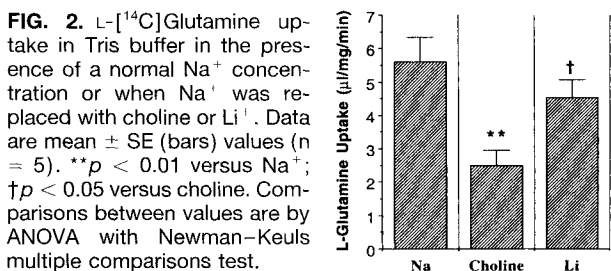 FIG. 2. L-[¹⁴C]Glutamine up-
take in Tris buffer in the pres-
ence of a normal Na⁺ concen-
tration or when Na⁺ was re-
placed with choline or Li⁺. Data
are mean ± SE (bars) values (n
= 5). **p < 0.01 versus Na⁺;
†p < 0.05 versus choline. Com-
parisons between values are by
ANOVA with Newman–Keuls
multiple comparisons test.
L-Glutamine Uptake (µl/mg/min)
7
6
5
4
3
2
1
0
**
†
Na Choline Li